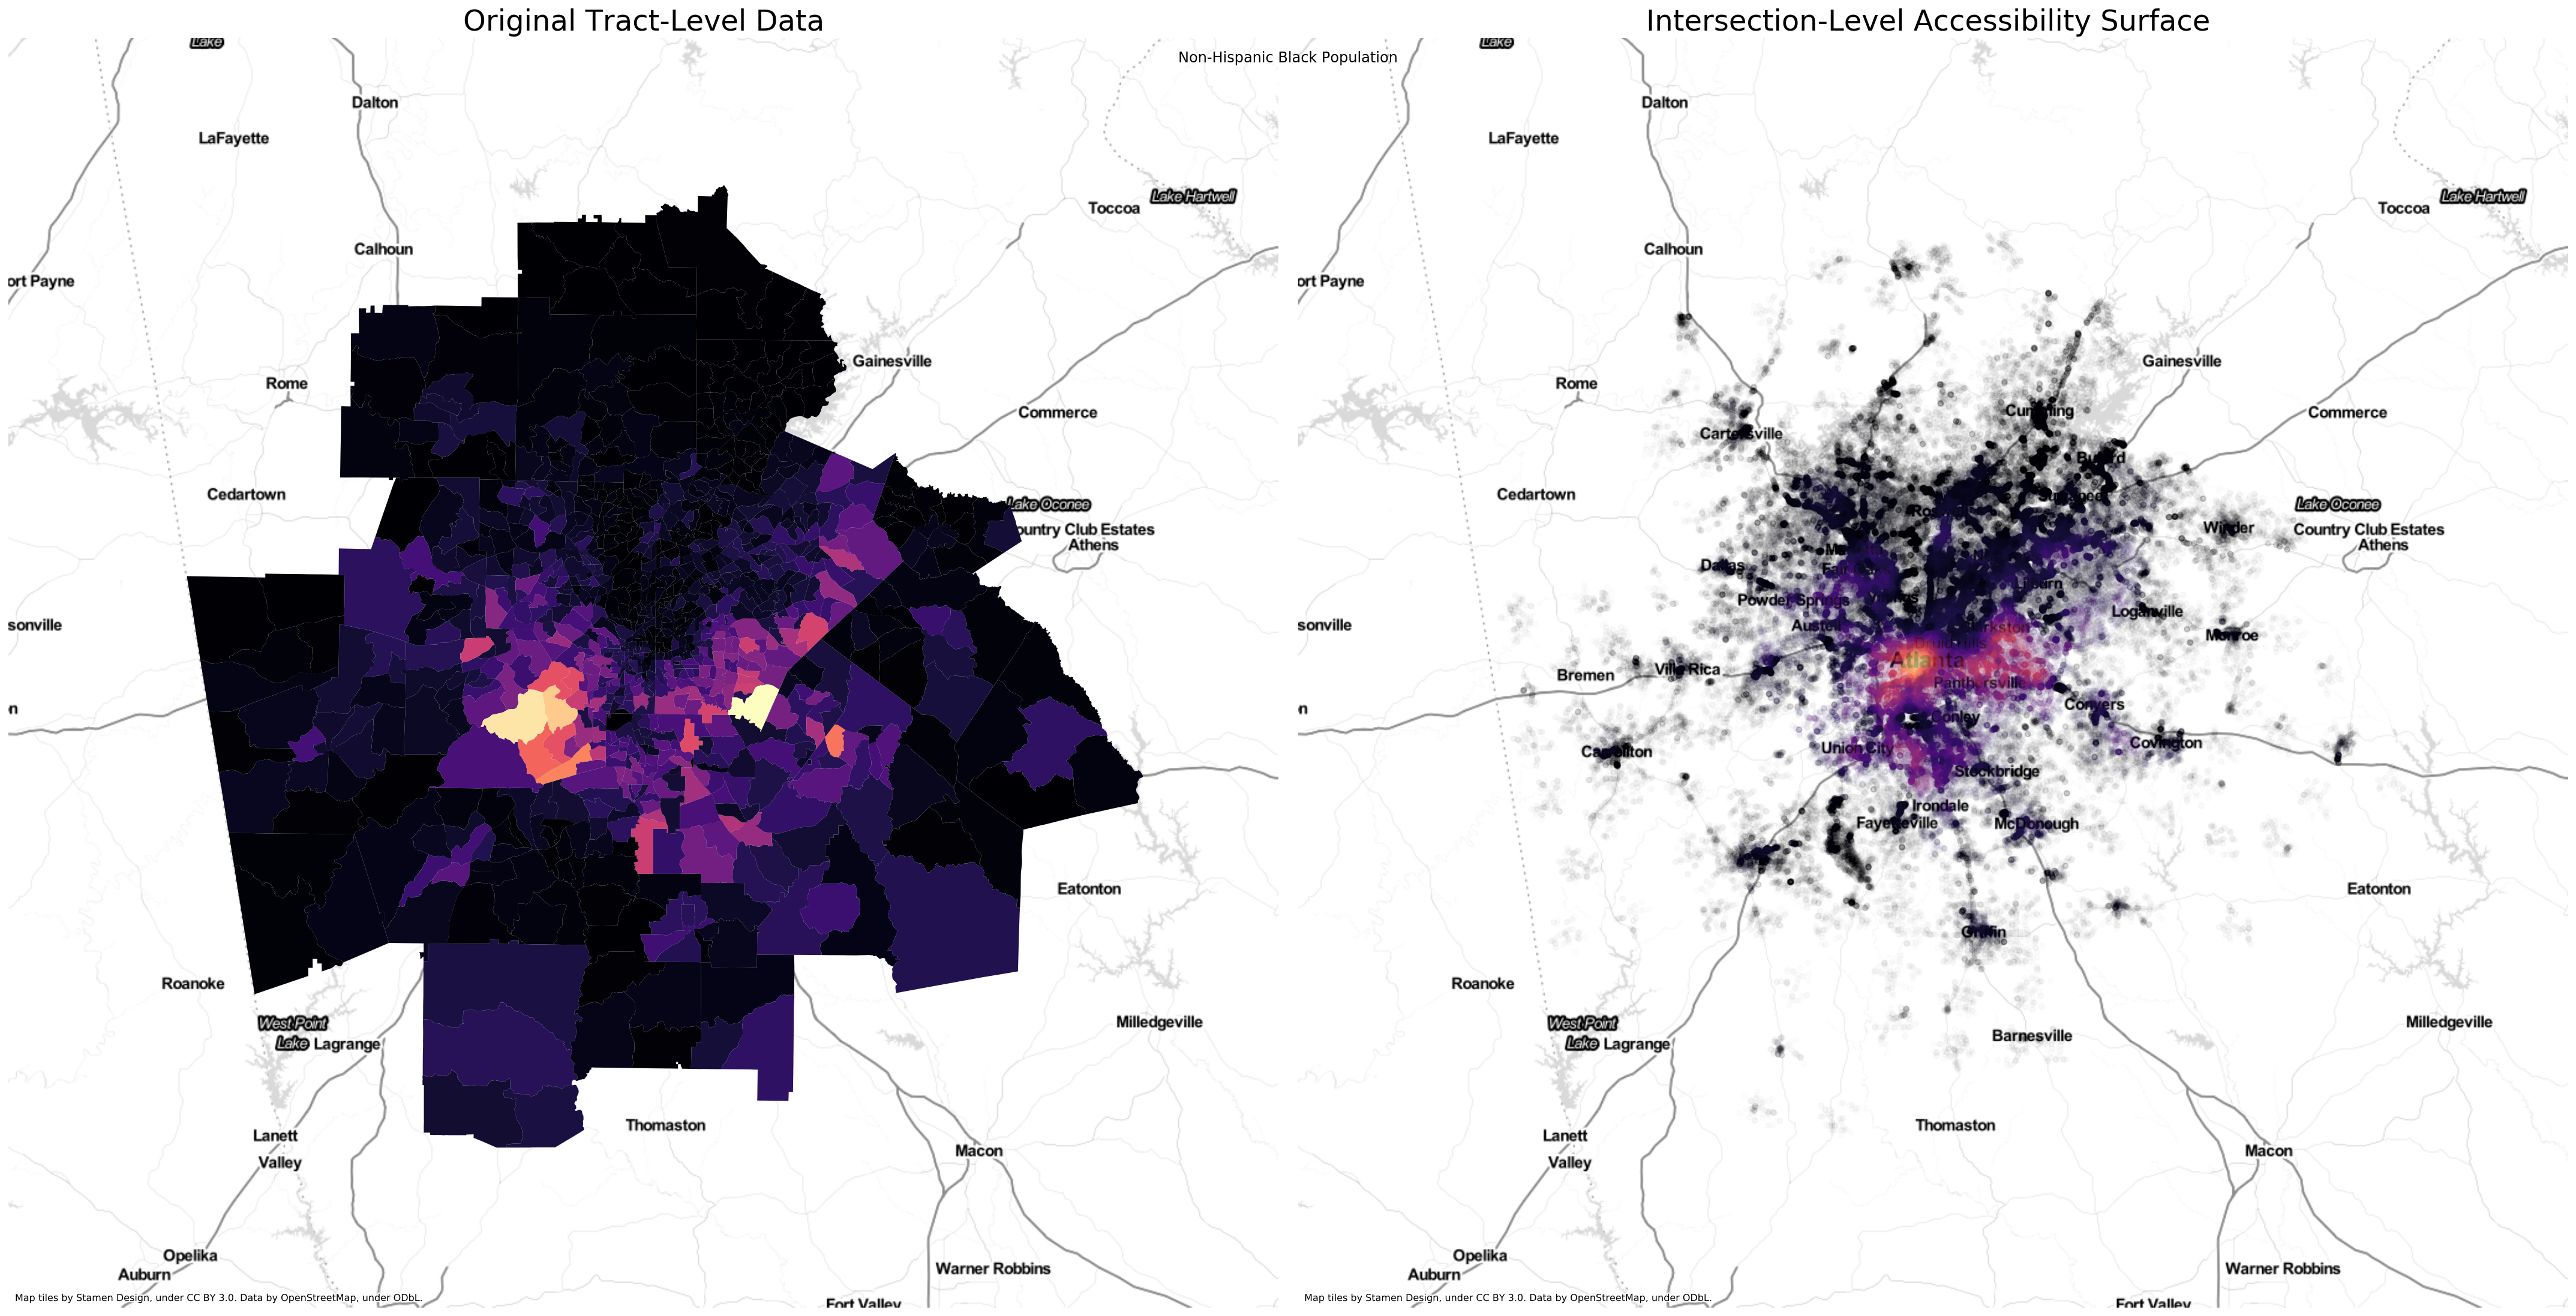 Original Tract-Level Data
Intersection-Level Accessibility Surface
Non-Hispanic Black Population
Lake
Dalton
LaFayette
Lake Hartwell
Toccoa
Calhoun
ort Payne
Gainesville
Rome
Commerce
Cedartown
Lake Oconee
ountry Club Estates
Athens
sonville
n
Eatonton
Roanoke
West Point
Lake Lagrange
Milledgeville
Thomaston
Lanett
Valley
Macon
Opelika
Auburn
Warner Robbins
Fort Valley
Map tiles by Stamen Design, under CC BY 3.0. Data by OpenStreetMap, under ODbL.
Lake
Dalton
LaFayette
Lake Hartwell
Toccoa
Calhoun
ort Payne
Gainesville
Rome
Cumming
Commerce
Cartersville
Buford
Cedartown
Lake Oconee
Winder
Country Club Estates
Athens
Dallas
Powder Springs
Loganville
sonville
Austell
Monroe
Druid Hills
Atlanta
Bremen
Villa Rica
Panthersville
Conyers
n
Conley
Covington
Union City
Carrollton
Stockbridge
Irondale
Fayetteville
McDonough
Eatonton
Griffin
Roanoke
West Point
Lake Lagrange
Barnesville
Milledgeville
Thomaston
Lanett
Valley
Macon
Opelika
Auburn
Warner Robbins
Fort Valley
Map tiles by Stamen Design, under CC BY 3.0. Data by OpenStreetMap, under ODbL.